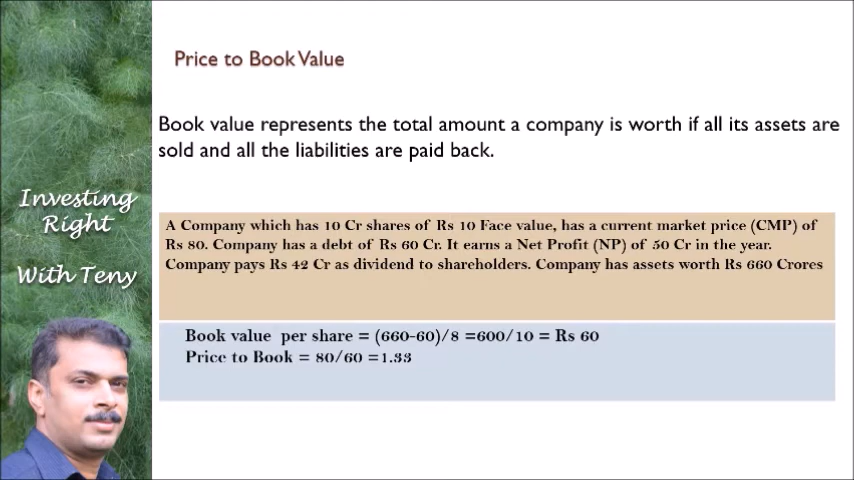 Price to Book Value
Book value represents the total amount a company is worth if all its assets are
sold and all the liabilities are paid back.
Investing
Right
With Teny
A Company which has 10 Cr shares of Rs 10 Face value, has a current market price (CMP) of
Rs 80. Company has a debt of Rs 60 Cr. It earns a Net Profit (NP) of 50 Cr in the year.
Company pays Rs 42 Cr as dividend to shareholders. Company has assets worth Rs 660 Crores
Book value per share = (660-60)/8 =600/10 = Rs 60
Price to Book = 80/60 =1.33